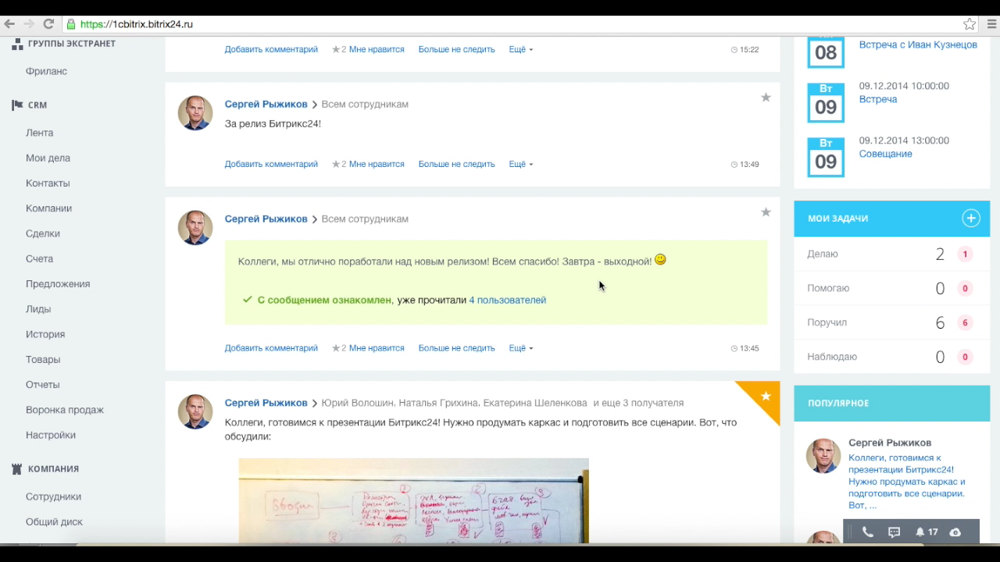 https://1cbitrix.bitrix24.ru
ГРУППЫ ЭКСТРАНЕТ
Фриланс
CRM
Лента
Мои дела
Контакты
Компании
Сделки
Счета
Предложения
Лиды
История
Товары
Отчеты
Воронка продаж
Настройки
КОМПАНИЯ
Сотрудники
Общий диск
Добавить комментарий 2 Мне нравится Больше не следить Ещё 15:22
Сергей Рыжиков > Всем сотрудникам
За релиз Битрикс24!
Добавить комментарий 2 Мне нравится Больше не следить Ещё 13:49
Сергей Рыжиков > Всем сотрудникам
Коллеги, мы отлично поработали над новым релизом! Всем спасибо! Завтра - выходной!
С сообщением ознакомлен, уже прочитали 4 пользователей
Добавить комментарий 2 Мне нравится Больше не следить Ещё 13:45
Сергей Рыжиков > Юрий Волошин, Наталья Грихина, Екатерина Шеленкова и еще 3 получателя
Коллеги, готовимся к презентации Битрикс24! Нужно продумать каркас и подготовить все сценарии. Вот, что
обсудили:
08
Встреча с Иван Кузнецов
Вт
09
09.12.2014 10:00:00
Встреча
Вт
09
09.12.2014 13:00:00
Совещание
МОИ ЗАДАЧИ
Делаю 2 1
Помогаю 0 0
Поручил 6 6
Наблюдаю 0 0
ПОПУЛЯРНОЕ
Сергей Рыжиков
Коллеги, готовимся к
презентации Битрикс24!
Нужно продумать каркас и
подготовить все сценарии.
Вот, ...
17